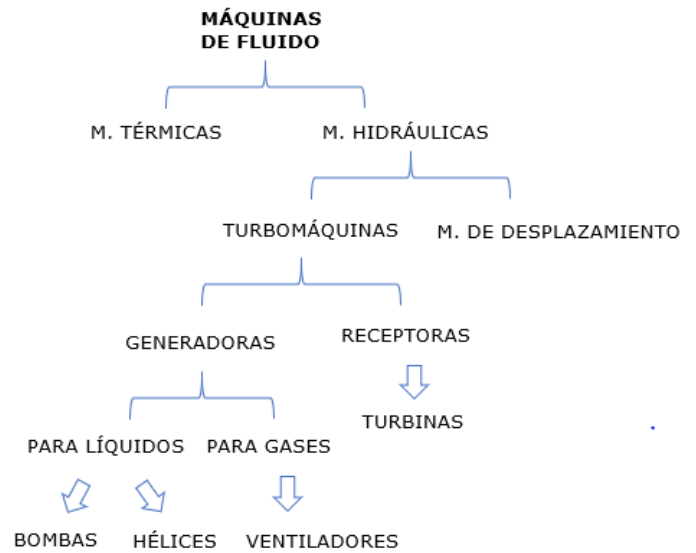 MÁQUINAS
DE FLUIDO
M. TÉRMICAS
M. HIDRÁULICAS
TURBOMÁQUINAS
M. DE DESPLAZAMIENTO
GENERADORAS
RECEPTORAS
TURBINAS
PARA LÍQUIDOS
PARA GASES
BOMBAS
HÉLICES
VENTILADORES